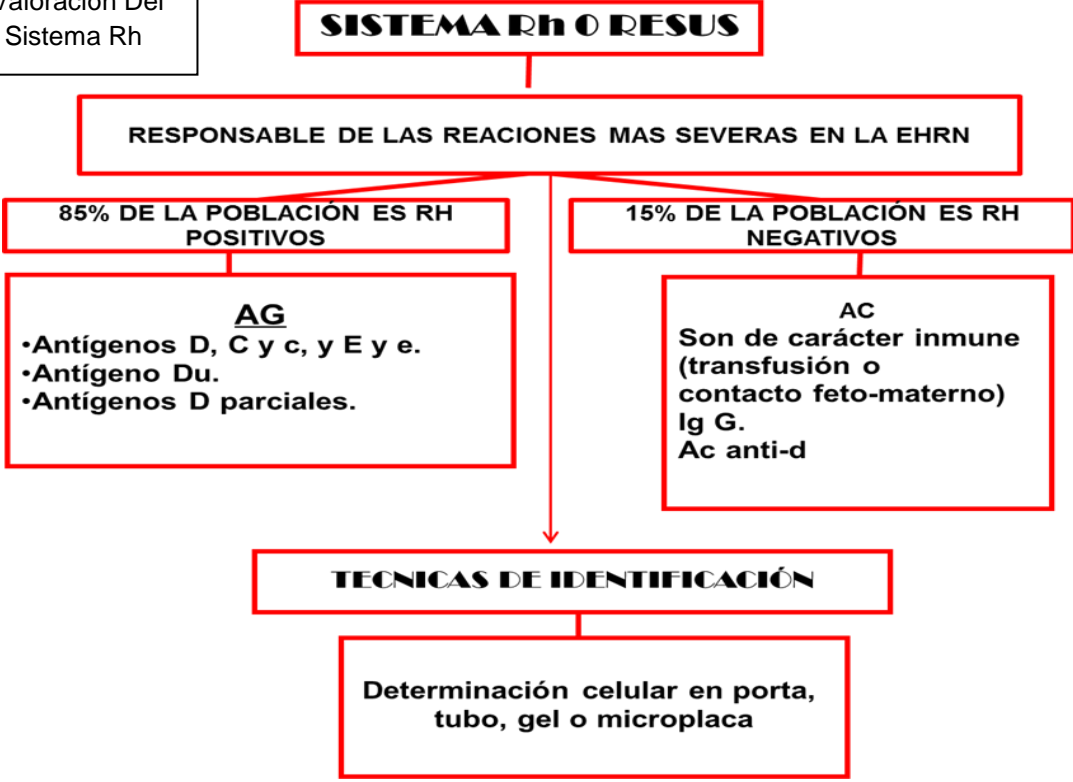 Valoración Del
Sistema Rh
SISTEMA Rh O RESUS
RESPONSABLE DE LAS REACIONES MAS SEVERAS EN LA EHRN
85% DE LA POBLACIÓN ES RH
POSITIVOS
15% DE LA POBLACIÓN ES RH
NEGATIVOS
AG
•Antígenos D, C y c, y E y e.
•Antígeno Du.
•Antígenos D parciales.
AC
Son de carácter inmune
(transfusión o
contacto feto-materno)
Ig G.
Ac anti-d
TECNICAS DE IDENTIFICACIÓN
Determinación celular en porta,
tubo, gel o microplaca